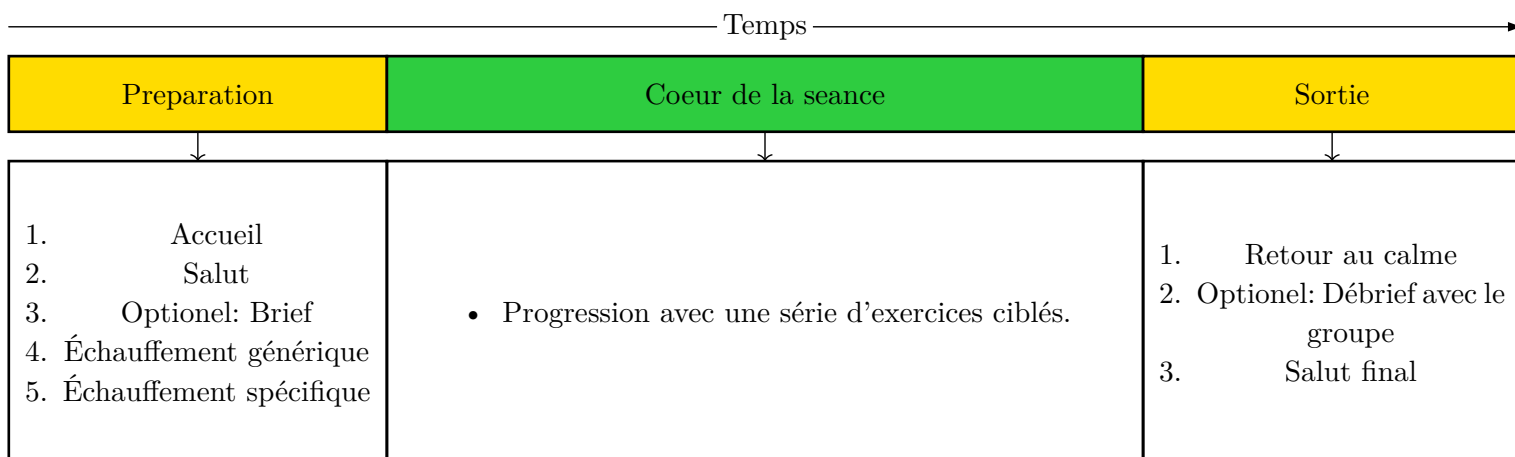 Temps
Preparation
Coeur de la seance
Sortie
1. Accueil
2. Salut
3. Optionel: Brief
4. Échauffement générique
5. Échauffement spécifique
• Progression avec une série d'exercices ciblés.
1. Retour au calme
2. Optionel: Débrief avec le
groupe
3. Salut final